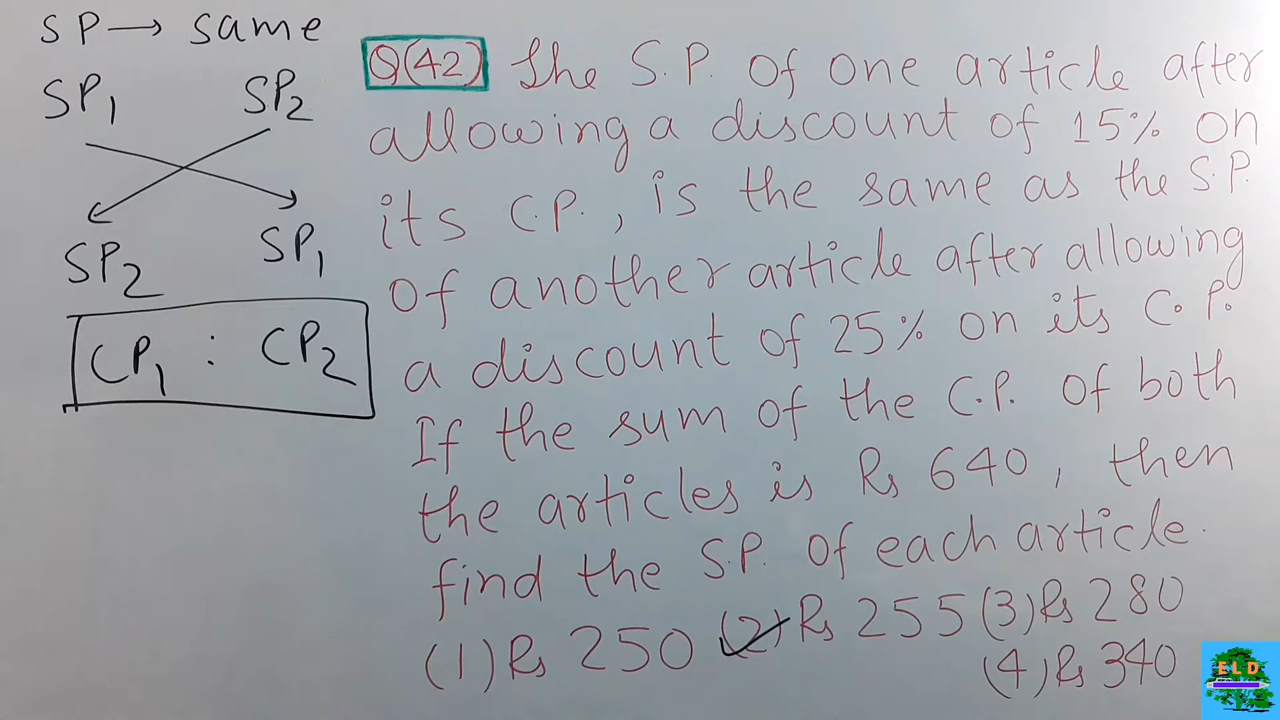 SP → same
SP1 SP2
SP2 SP1
CP1 : CP2
Q(42) The S.P. of one article after
allowing a discount of 15% on
its C.P., is the same as the S.P.
of another article after allowing
a discount of 25% on its C.P.
If the sum of the C.P. of both
the articles is Rs 640, then
find the S.P. of each article.
(1) Rs 250 (2) Rs 255 (3) Rs 280
(4) Rs 340
ELD